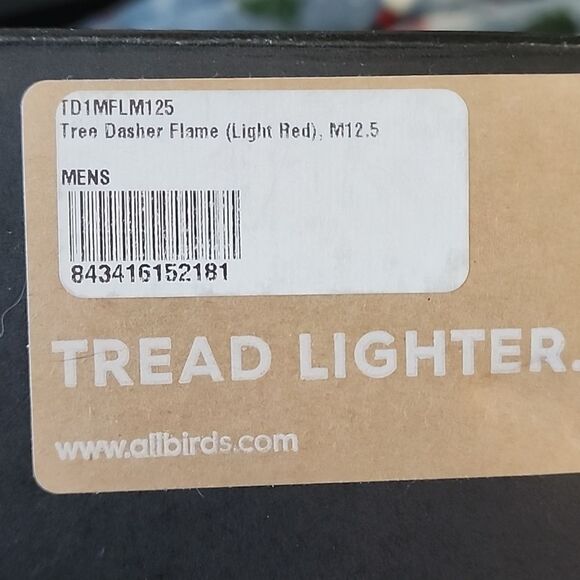 TD1MFLM125
Tree Dasher Flame (Light Red), M12.5
MENS
843416152181
TREAD LIGHTER.
www.allbirds.com